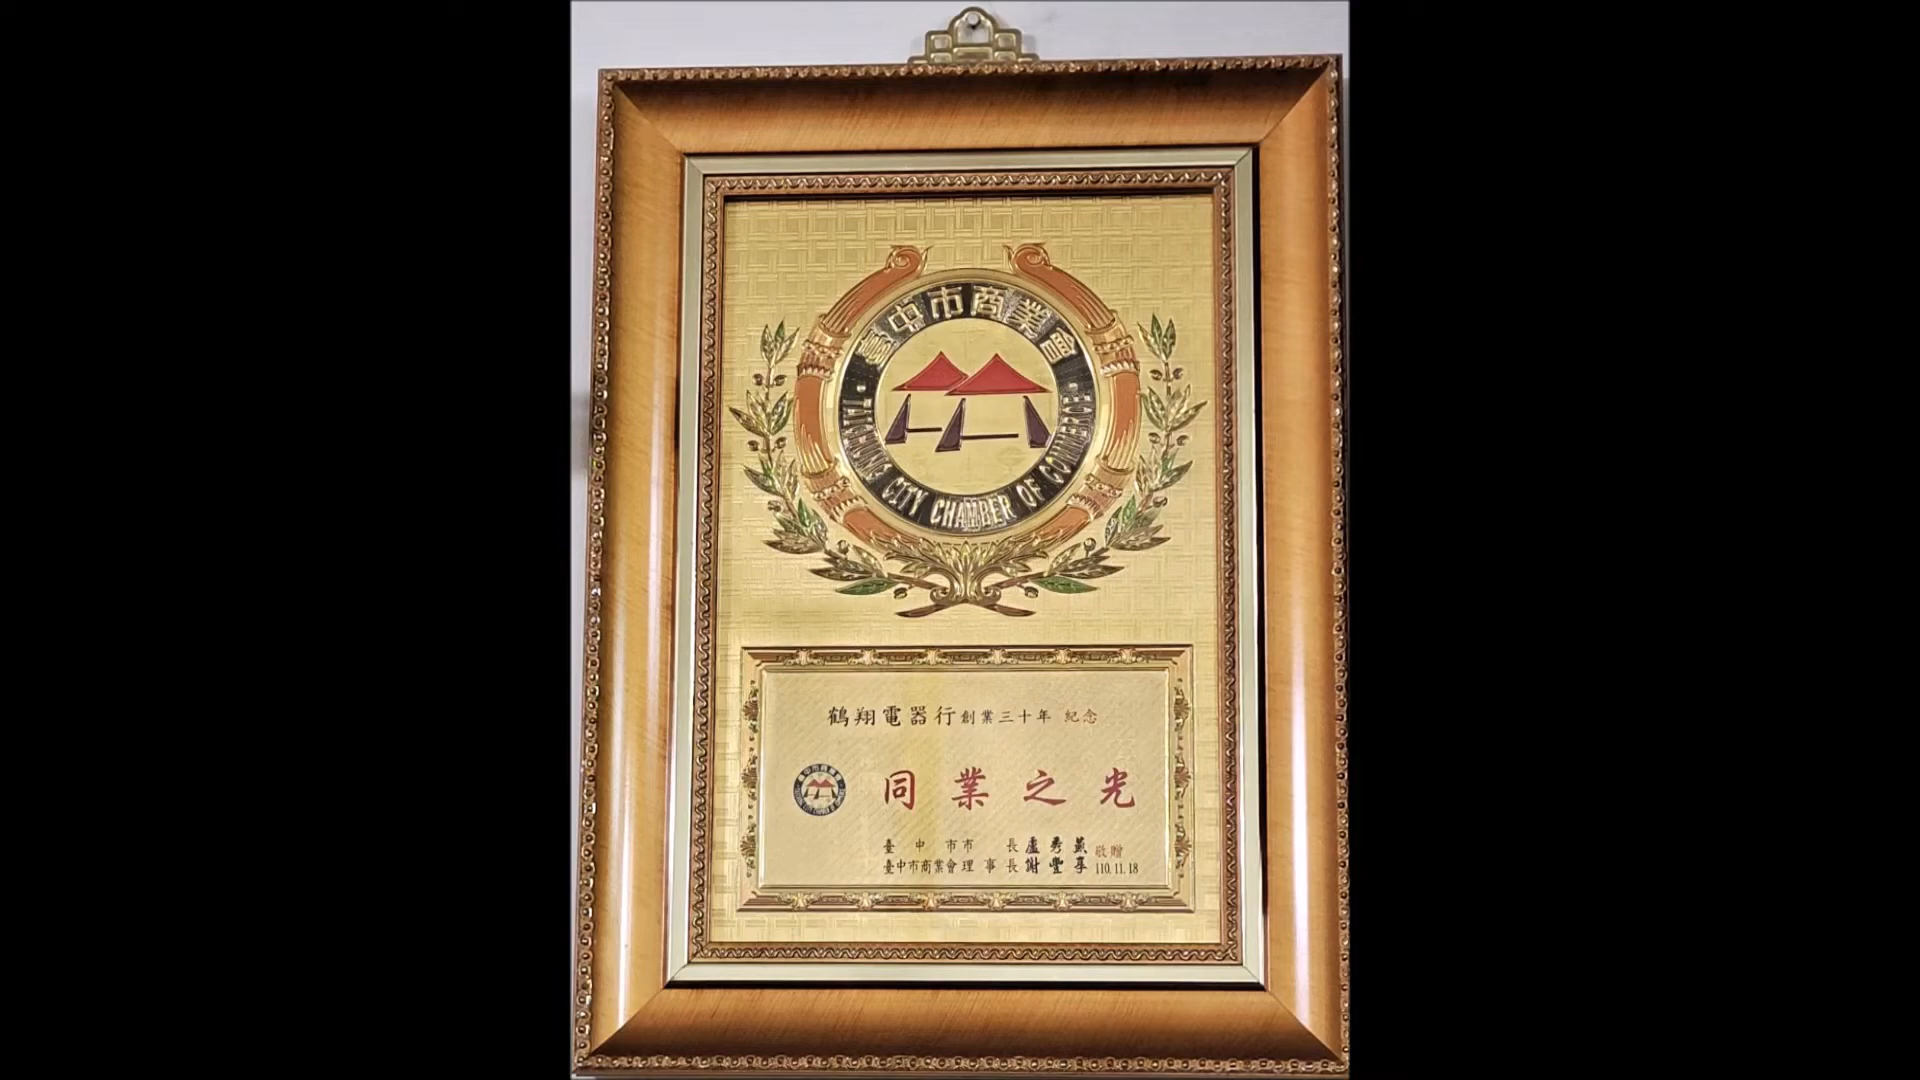 臺中市商業會
TAICHUNG CITY CHAMBER OF COMMERCE
鶴翔電器行創業三十年 紀念
同業之光
臺中市市長盧秀燕 敬贈
臺中市商業會理事長謝豐享 110.11.18